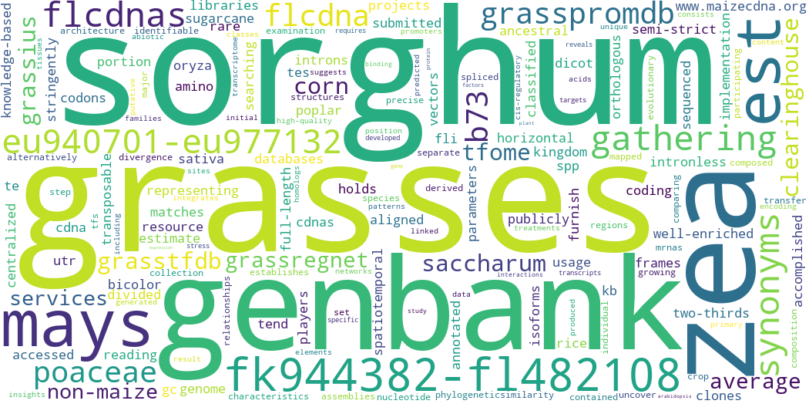 knowledge-based
flcdnas
libraries
sugarcane
rare
flcdna
projects
submitted
grasspromdb
www.maizecdna.org
consists
architecture
identifiable
abiotic
tissues
grassius
stringently
portion
codons
major
families
sorghum
oryza
tes
amino
transcriptome
classes
searching
initial
introns
corn
structures
high-quality
examination
requires
promoters
suggests
poplar
precise
binding
position
developed
vectors
protein
predicted
factors
b73
fli
spliced
cis-regulatory
plant
ancestral
classified
semi-strict
dicot
reveals
acids
targets
unique
orthologous
evolutionary
sequenced
content
participating
implementation
est
clearinghouse
eu940701-eu977132
separate
tfome
horizontal
kingdom
gathering
mapped
intronless
composed
alternatively
divergence
sativa
databases
te
step
cdna
tfs
including
transposable
centralized
sites
representing
integrates
matches
resource
estimate
utr
grasses
full-length
homologs
holds
cdnas
species
patterns
aligned
derived
linked
parameters
publicly
spp
furnish
treatments
coding
regions
comparing
encoding
transfer
well-enriched
frames
mrnas
growing
zea
synonyms
accomplished
grasstfdb
grassregnet
saccharum
usage
stress
collection
establishes
networks
interactions
transcripts
bicolor
divided
generated
services
accessed
reading
mays
genbank
relationships
tend
players
set
specific
spatiotemporal
data
study
annotated
isoforms
kb
produced
rice
individual
two-thirds
primary
composition
poaceae
result
elements
fk944382-fl482108
crop
average
insights
non-maize
gc
genome
characteristics
assemblies
nucleotide
phylogeneticsimilarity
contained
uncover
arabidopsis
clones